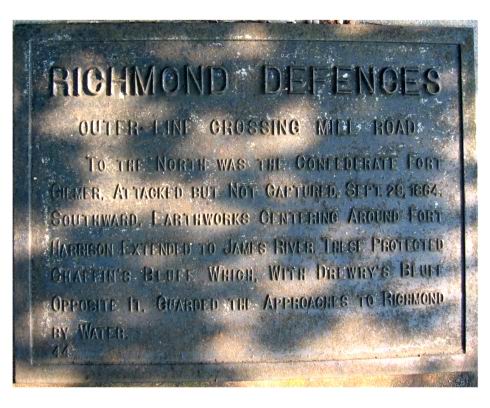 RICHMOND DEFENCES
OUTER LINE CROSSING MILL ROAD
TO THE NORTH WAS THE CONFEDERATE FORT
GILMER, ATTACKED BUT NOT CAPTURED, SEPT. 28, 1864.
SOUTHWARD, EARTHWORKS CENTERING AROUND FORT
HARRISON EXTENDED TO JAMES RIVER. THESE PROTECTED
CHAFFIN'S BLUFF WHICH, WITH DREWRY'S BLUFF
OPPOSITE IT, GUARDED THE APPROACHES TO RICHMOND
BY WATER.
44.